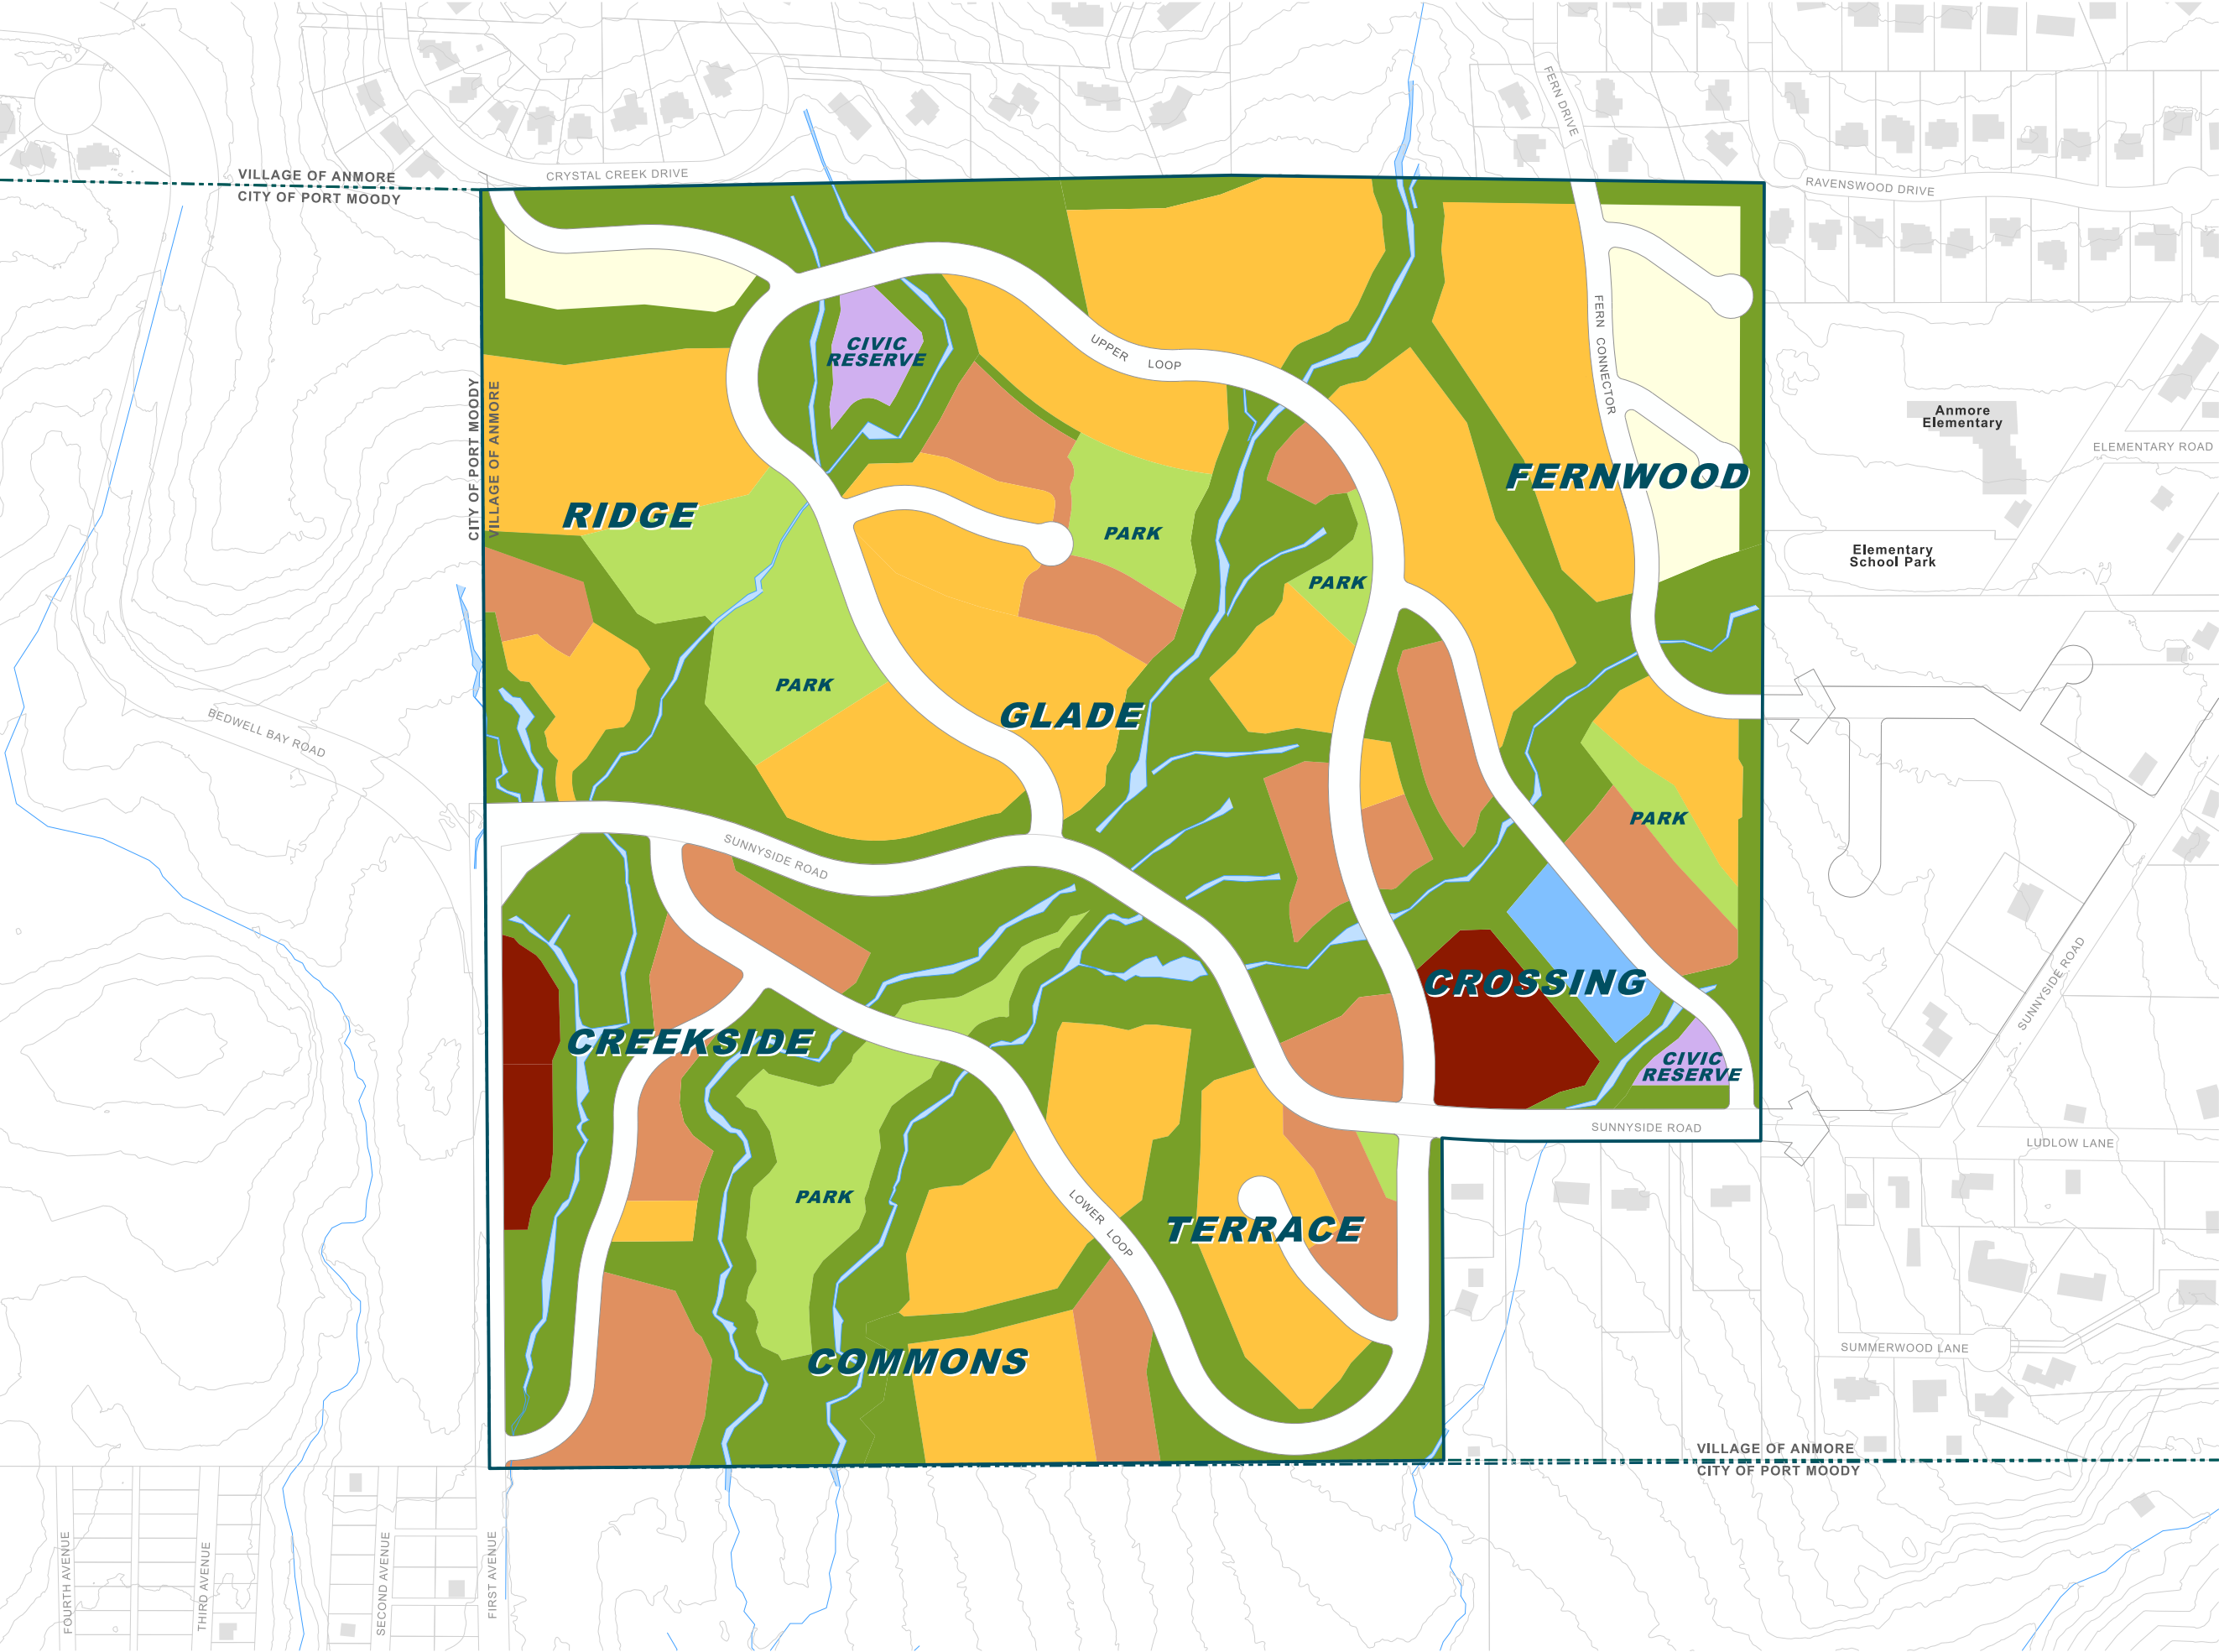 FERN DRIVE
VILLAGE OF ANMORE
CITY OF PORT MOODY
CRYSTAL CREEK DRIVE
RAVENSWOOD DRIVE
CIVIC
RESERVE
UPPER LOOP
FERN CONNECTOR
CITY OF PORT MOODY
VILLAGE OF ANMORE
Anmore
Elementary
ELEMENTARY ROAD
FERNWOOD
RIDGE
PARK
Elementary
School Park
PARK
PARK
GLADE
BEDWELL BAY ROAD
PARK
SUNNYSIDE ROAD
CROSSING
SUNNYSIDE ROAD
CREEKSIDE
CIVIC
RESERVE
SUNNYSIDE ROAD
LUDLOW LANE
PARK
LOWER LOOP
TERRACE
SUMMERWOOD LANE
COMMONS
VILLAGE OF ANMORE
CITY OF PORT MOODY
FOURTH AVENUE
THIRD AVENUE
SECOND AVENUE
FIRST AVENUE